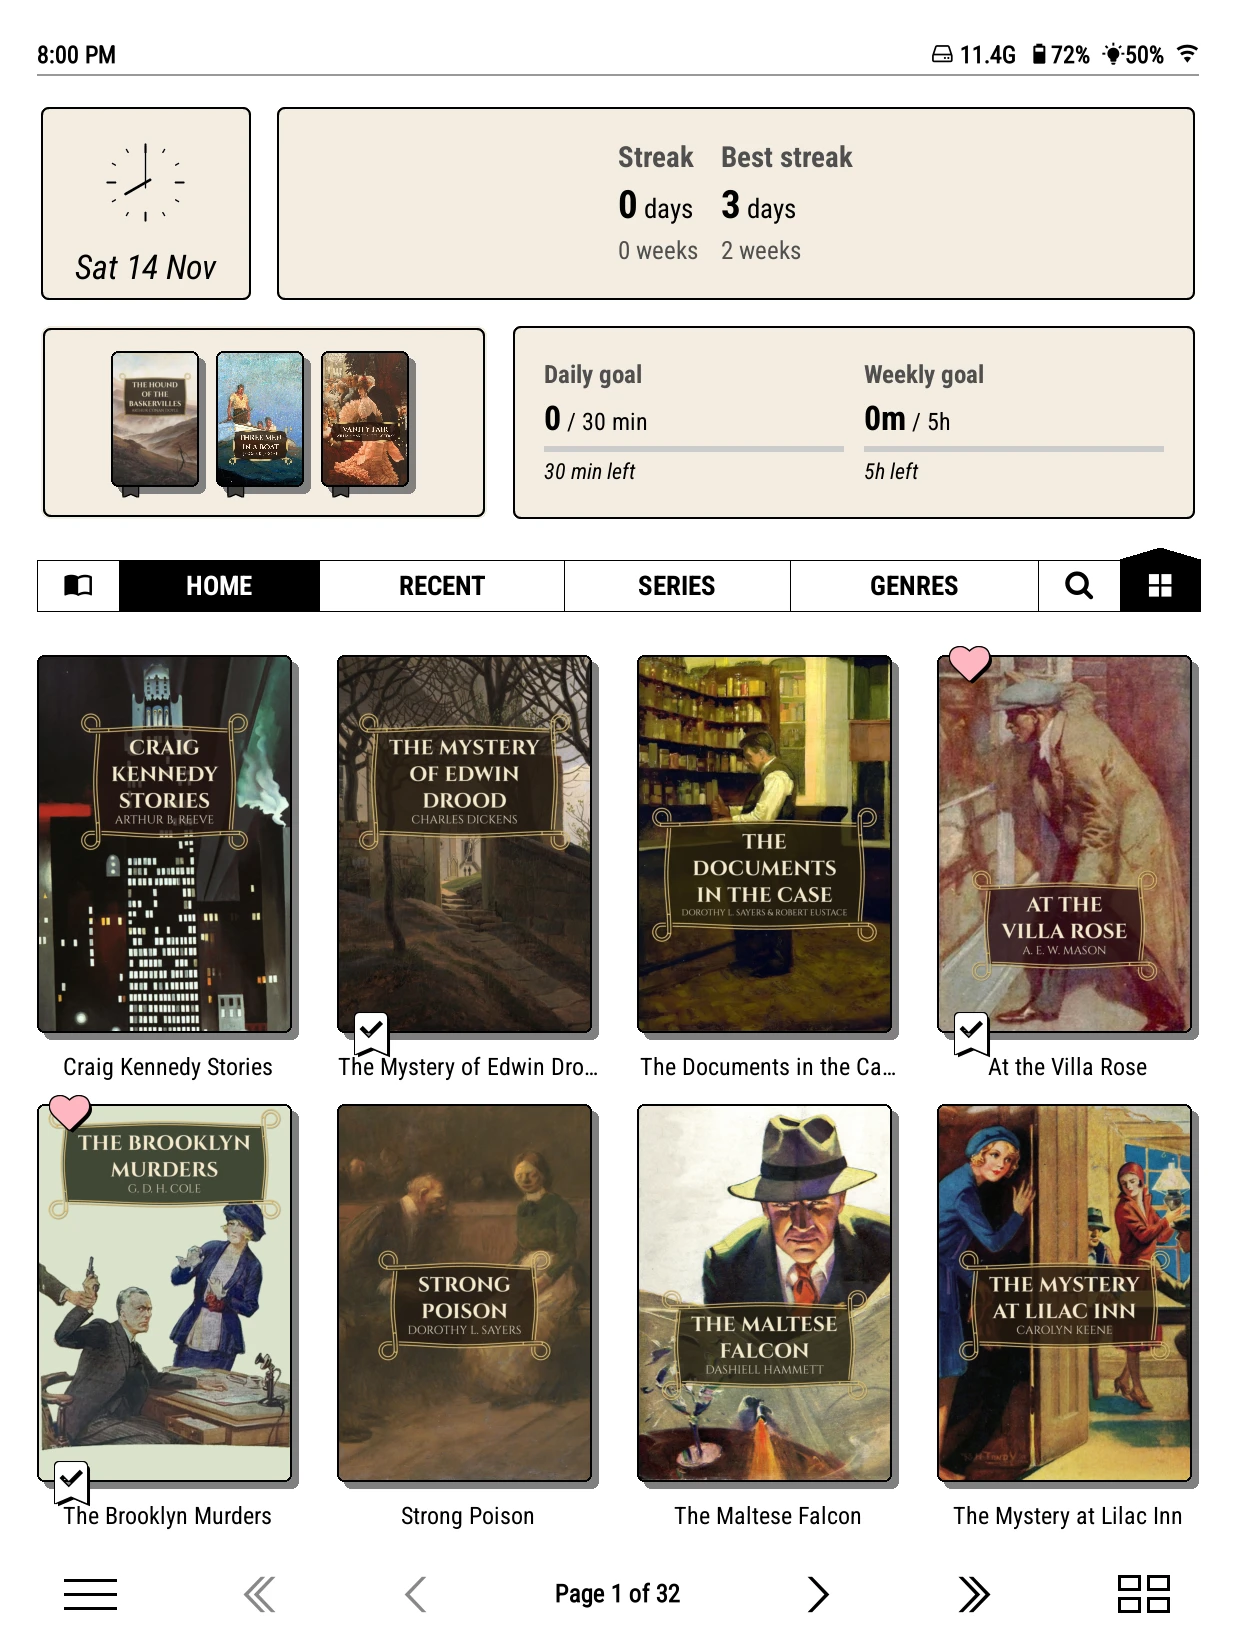 8:00 PM
11.4G 72% 50%
Sat 14 Nov
Streak Best streak
0 days 3 days
0 weeks 2 weeks
THE HOUND
OF THE
BASKERVILLES
THREE MEN
IN A BOAT
VANITY FAIR
Daily goal Weekly goal
0 / 30 min 0m / 5h
30 min left 5h left
HOME RECENT SERIES GENRES
CRAIG
KENNEDY
STORIES
ARTHUR B. REEVE
THE MYSTERY
OF EDWIN
DROOD
CHARLES DICKENS
THE
DOCUMENTS
IN THE CASE
DOROTHY L. SAYERS & ROBERT EUSTACE
AT THE
VILLA ROSE
A. E. W. MASON
Craig Kennedy Stories
The Mystery of Edwin Dro...
The Documents in the Ca...
At the Villa Rose
THE BROOKLYN
MURDERS
G. D. H. COLE
STRONG
POISON
DOROTHY L. SAYERS
THE MALTESE
FALCON
DASHIELL HAMMETT
THE MYSTERY
AT LILAC INN
CAROLYN KEENE
The Brooklyn Murders
Strong Poison
The Maltese Falcon
The Mystery at Lilac Inn
Page 1 of 32